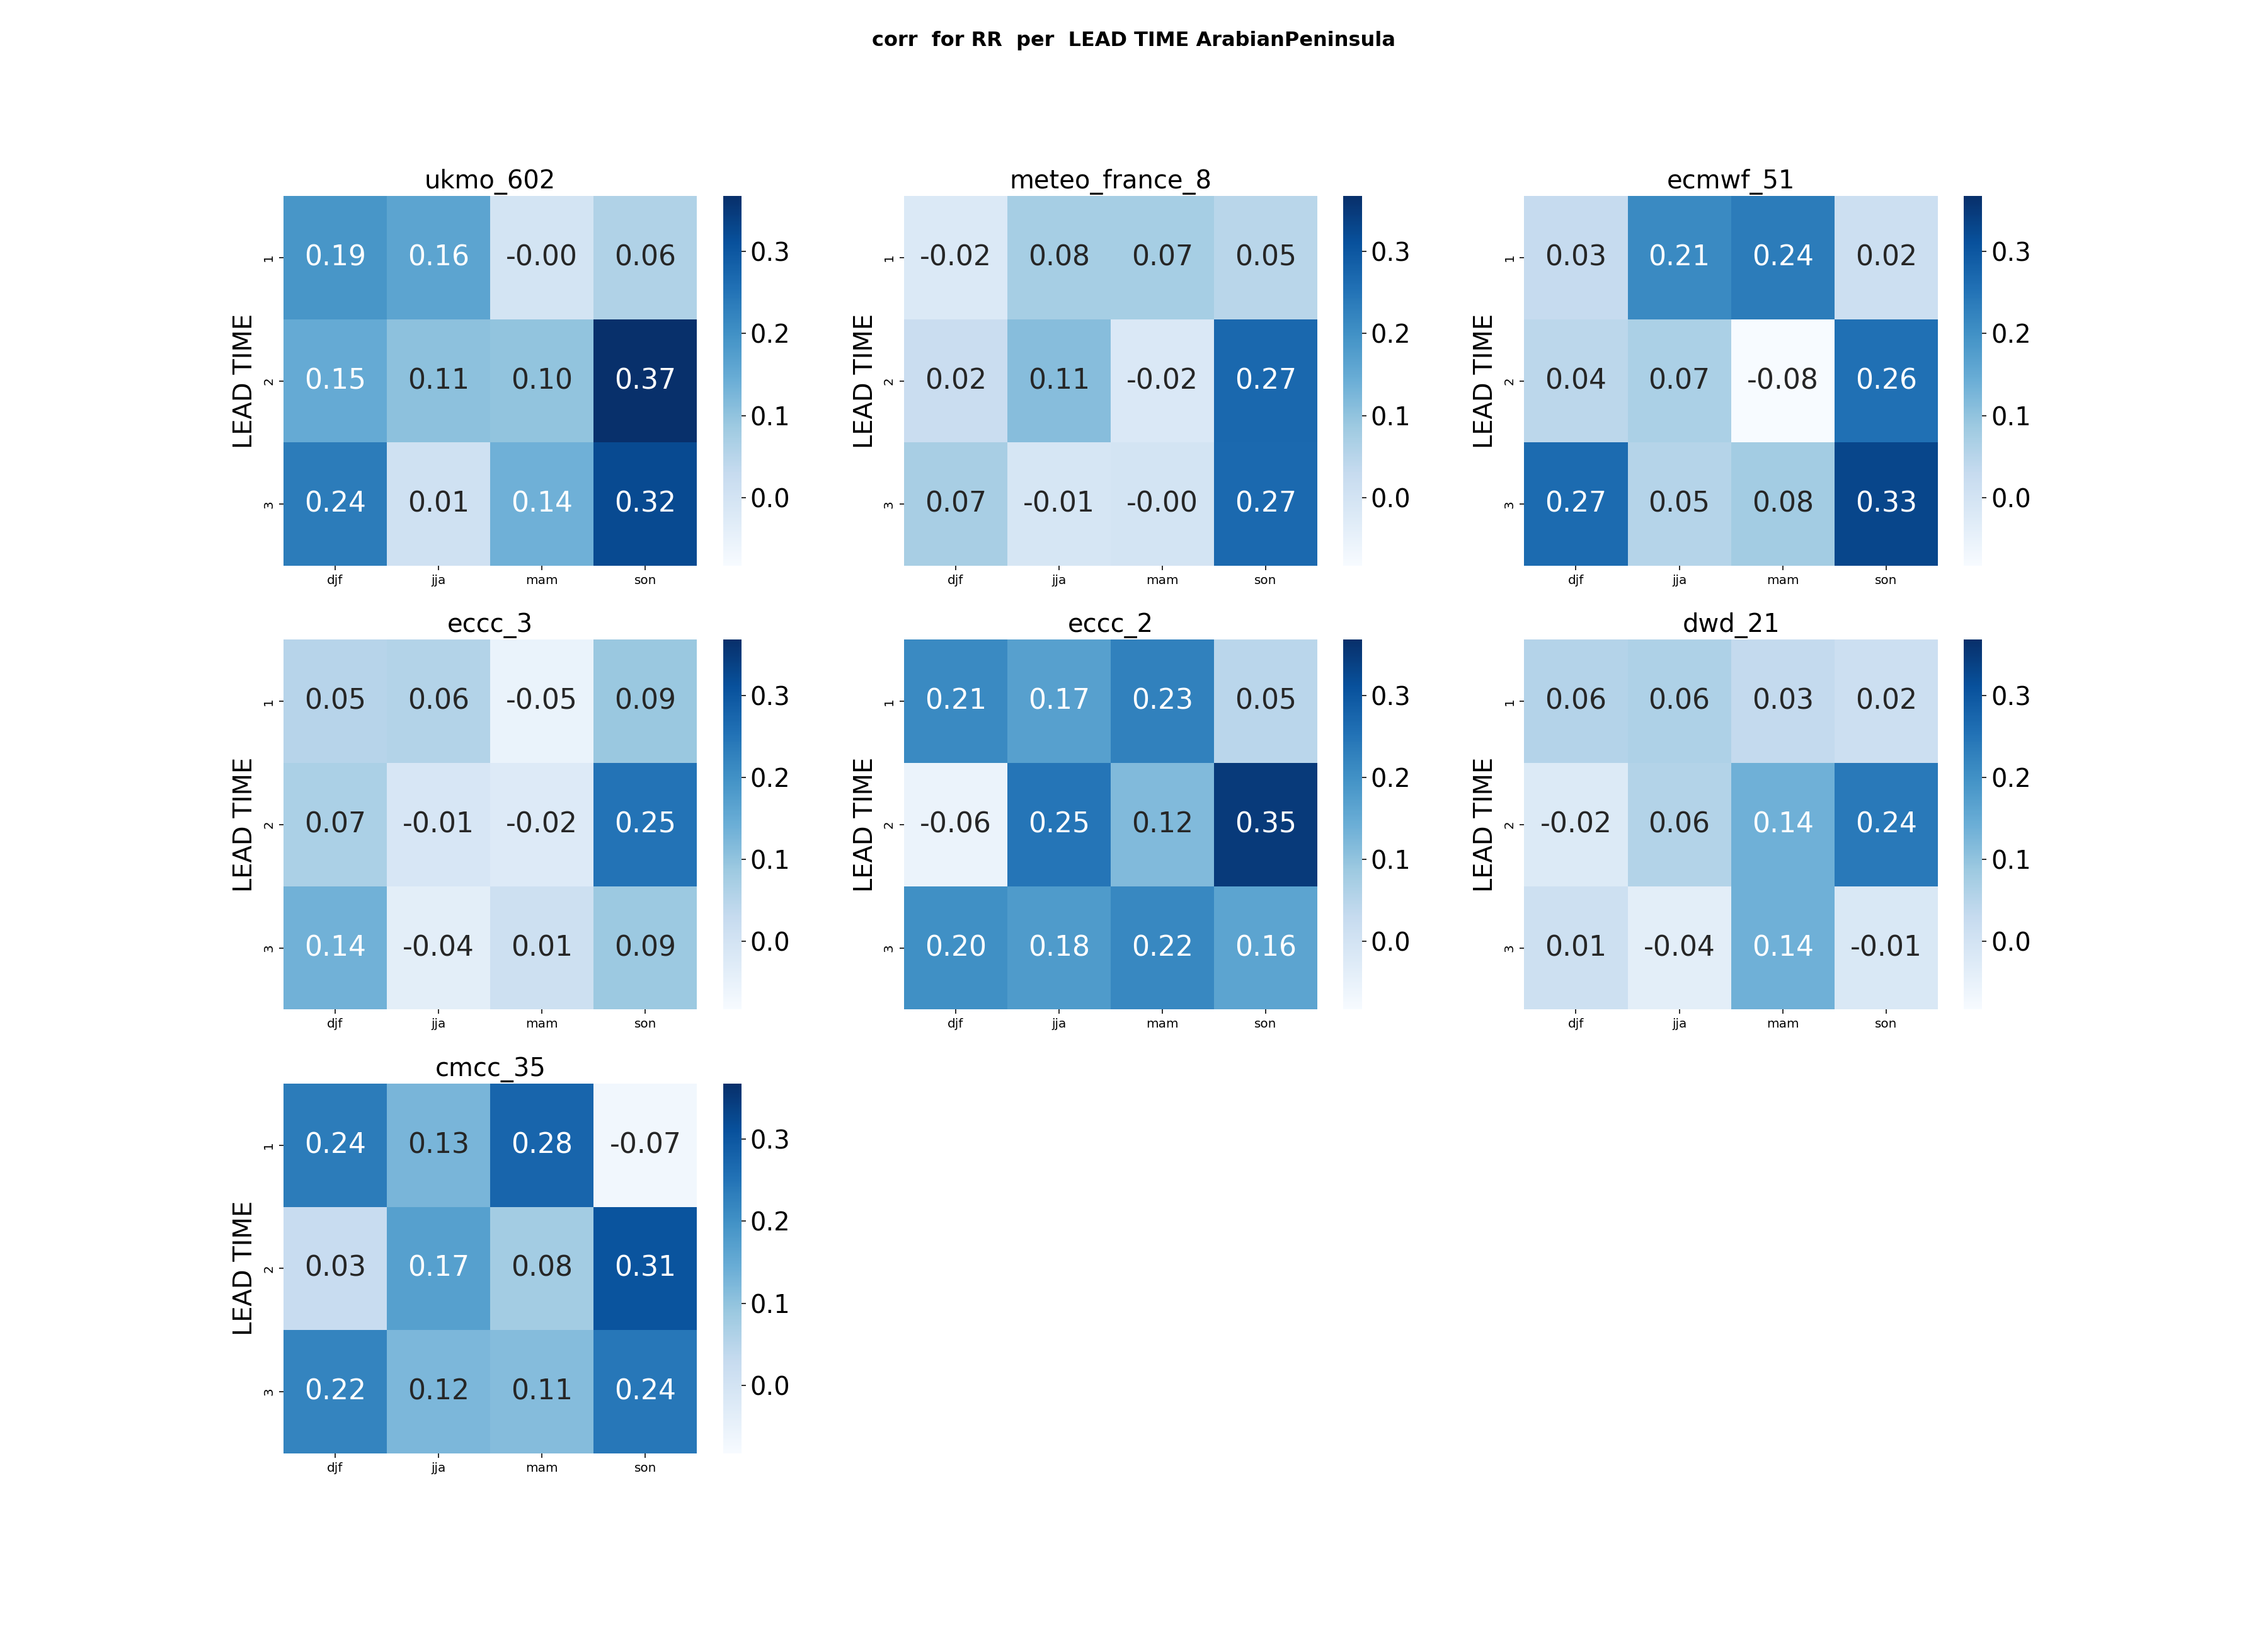 corr  for RR  per  LEAD TIME ArabianPeninsula
ukmo_602
LEAD TIME
1 0.19 0.16 -0.00 0.06
2 0.15 0.11 0.10 0.37
3 0.24 0.01 0.14 0.32
djf jja mam son
0.3
0.2
0.1
0.0
meteo_france_8
LEAD TIME
1 -0.02 0.08 0.07 0.05
2 0.02 0.11 -0.02 0.27
3 0.07 -0.01 -0.00 0.27
djf jja mam son
0.3
0.2
0.1
0.0
ecmwf_51
LEAD TIME
1 0.03 0.21 0.24 0.02
2 0.04 0.07 -0.08 0.26
3 0.27 0.05 0.08 0.33
djf jja mam son
0.3
0.2
0.1
0.0
eccc_3
LEAD TIME
1 0.05 0.06 -0.05 0.09
2 0.07 -0.01 -0.02 0.25
3 0.14 -0.04 0.01 0.09
djf jja mam son
0.3
0.2
0.1
0.0
eccc_2
LEAD TIME
1 0.21 0.17 0.23 0.05
2 -0.06 0.25 0.12 0.35
3 0.20 0.18 0.22 0.16
djf jja mam son
0.3
0.2
0.1
0.0
dwd_21
LEAD TIME
1 0.06 0.06 0.03 0.02
2 -0.02 0.06 0.14 0.24
3 0.01 -0.04 0.14 -0.01
djf jja mam son
0.3
0.2
0.1
0.0
cmcc_35
LEAD TIME
1 0.24 0.13 0.28 -0.07
2 0.03 0.17 0.08 0.31
3 0.22 0.12 0.11 0.24
djf jja mam son
0.3
0.2
0.1
0.0